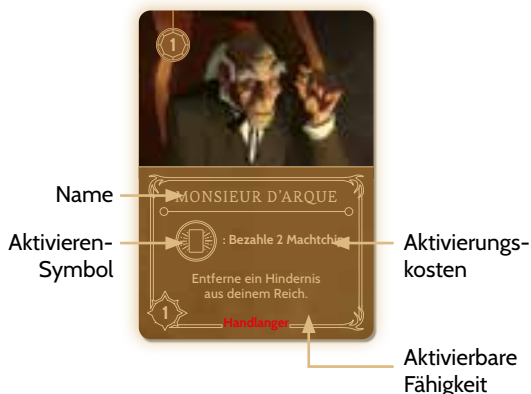 1
MONSIEUR D'ARQUE
Name
Aktivieren-
Symbol
: Bezahle 2
Aktivierungs-
kosten
Entferne ein Hindernis
aus deinem Reich.
1
Handlanger
Aktivierbare
Fähigkeit